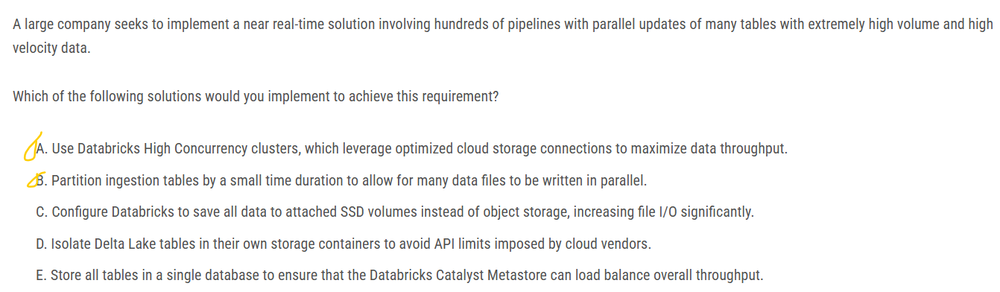 A large company seeks to implement a near real-time solution involving hundreds of pipelines with parallel updates of many tables with extremely high volume and high
velocity data.
Which of the following solutions would you implement to achieve this requirement?
A. Use Databricks High Concurrency clusters, which leverage optimized cloud storage connections to maximize data throughput.
B. Partition ingestion tables by a small time duration to allow for many data files to be written in parallel.
C. Configure Databricks to save all data to attached SSD volumes instead of object storage, increasing file I/O significantly.
D. Isolate Delta Lake tables in their own storage containers to avoid API limits imposed by cloud vendors.
E. Store all tables in a single database to ensure that the Databricks Catalyst Metastore can load balance overall throughput.